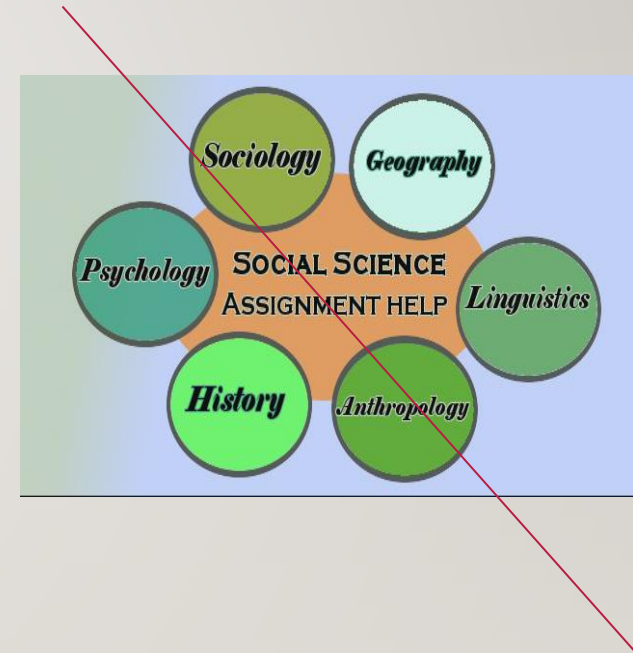 Sociology
Geography
Psychology
SOCIAL SCIENCE
ASSIGNMENT HELP
Linguistics
History
Anthropology